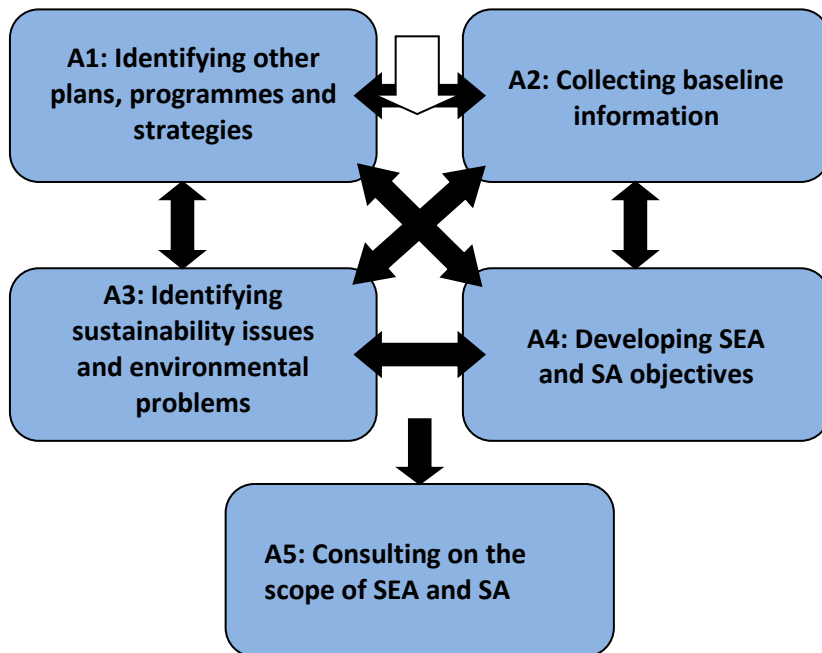 A1: Identifying other
plans, programmes and
strategies
A2: Collecting baseline
information
A3: Identifying
sustainability issues
and environmental
problems
A4: Developing SEA
and SA objectives
A5: Consulting on the
scope of SEA and SA